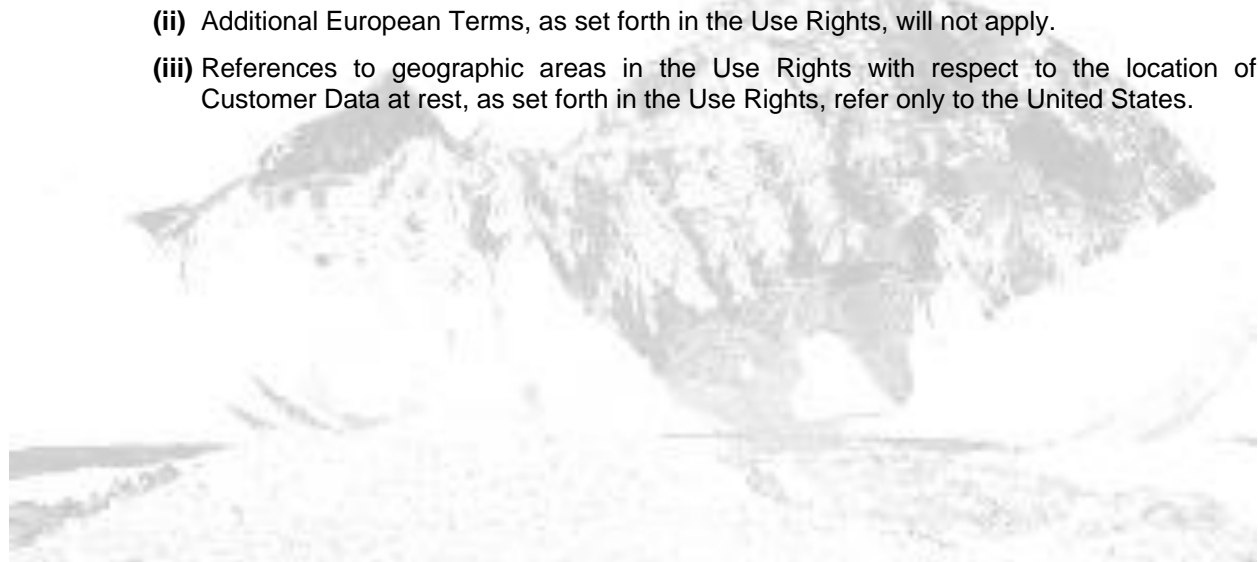 (ii) Additional European Terms, as set forth in the Use Rights, will not apply.
(iii) References to geographic areas in the Use Rights with respect to the location of
Customer Data at rest, as set forth in the Use Rights, refer only to the United States.